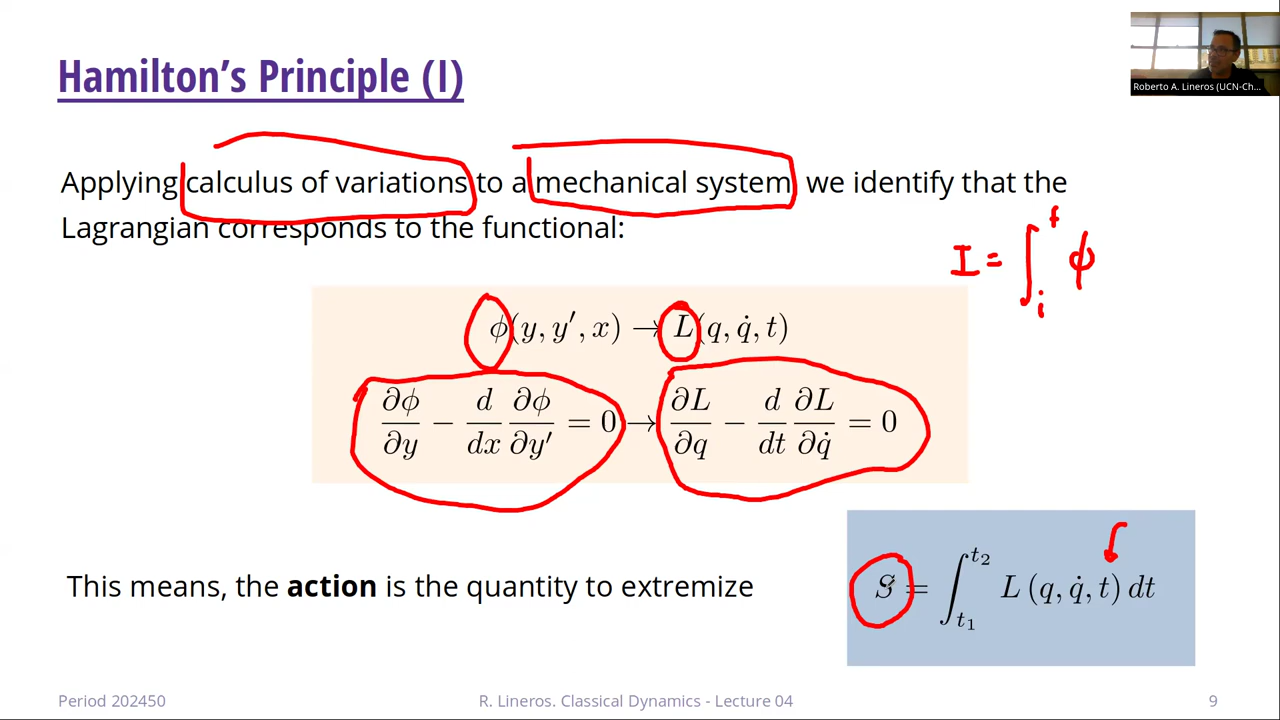 Roberto A. Lineros (UCN-Ch...
Hamilton's Principle (I)
Applying calculus of variations to a mechanical system, we identify that the
Lagrangian corresponds to the functional:
I = ∫ᵢᶠ ϕ
ϕ(y, y′, x) → L(q, q̇, t)
∂ϕ/∂y − d/dx ∂ϕ/∂y′ = 0 → ∂L/∂q − d/dt ∂L/∂q̇ = 0
This means, the action is the quantity to extremize
S = ∫_{t₁}^{t₂} L (q, q̇, t) dt
Period 202450
R. Lineros. Classical Dynamics - Lecture 04
9